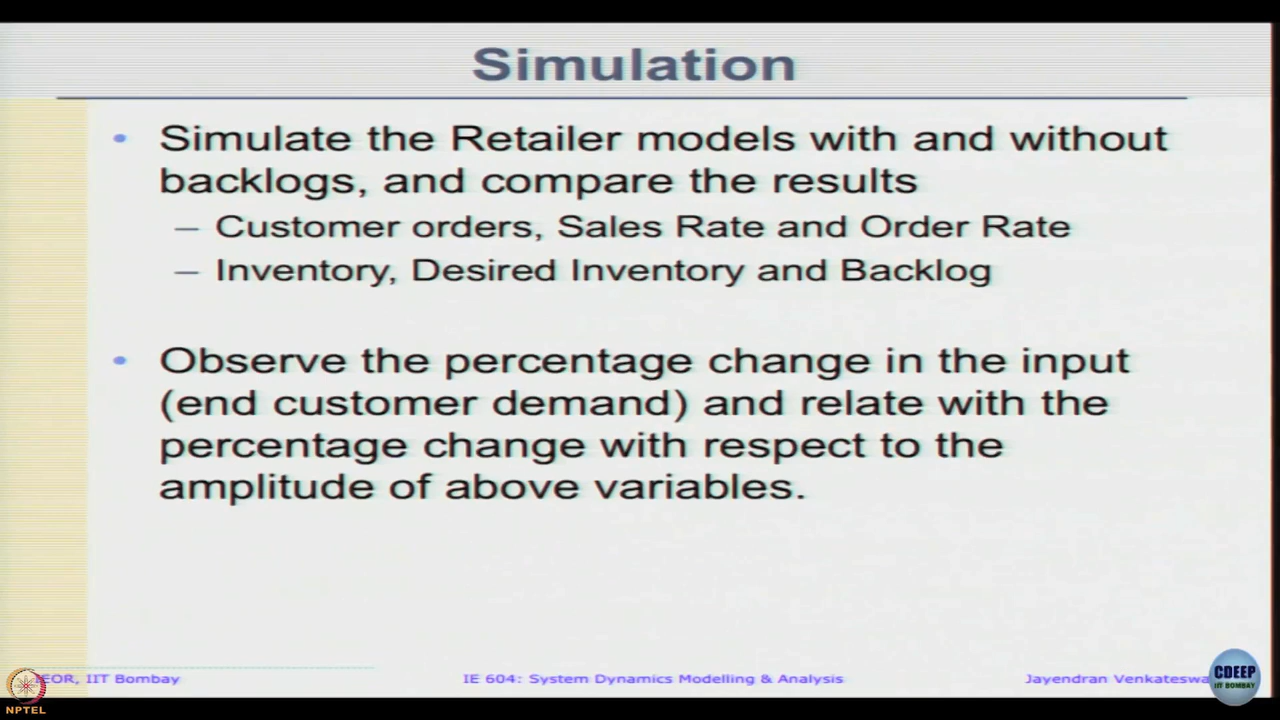 Simulation
• Simulate the Retailer models with and without
backlogs, and compare the results
– Customer orders, Sales Rate and Order Rate
– Inventory, Desired Inventory and Backlog
• Observe the percentage change in the input
(end customer demand) and relate with the
percentage change with respect to the
amplitude of above variables.
IEOR, IIT Bombay
IE 604: System Dynamics Modelling & Analysis
Jayendran Venkateswa
CDEEP
IIT BOMBAY
NPTEL